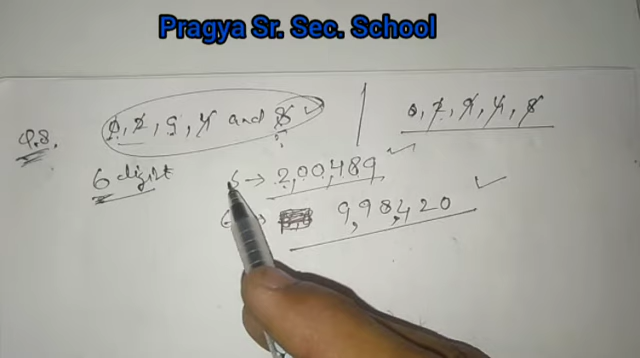 Pragya Sr. Sec. School
Q.8. 0, 2, 9, 4 and 8
0, 2, 9, 4, 8
6 digit
S → 2,00,489
G → 9,98,420